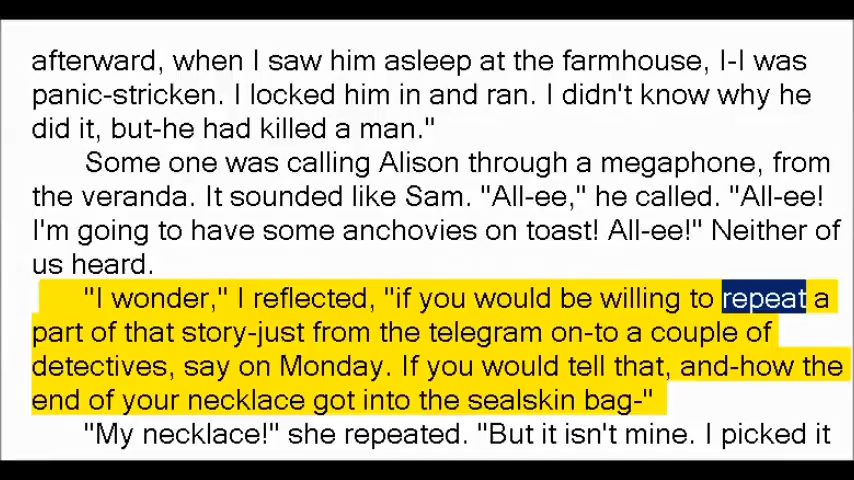 afterward, when I saw him asleep at the farmhouse, I-I was
panic-stricken. I locked him in and ran. I didn't know why he
did it, but-he had killed a man."
Some one was calling Alison through a megaphone, from
the veranda. It sounded like Sam. "All-ee," he called. "All-ee!
I'm going to have some anchovies on toast! All-ee!" Neither of
us heard.
"I wonder," I reflected, "if you would be willing to repeat a
part of that story-just from the telegram on-to a couple of
detectives, say on Monday. If you would tell that, and-how the
end of your necklace got into the sealskin bag-"
"My necklace!" she repeated. "But it isn't mine. I picked it